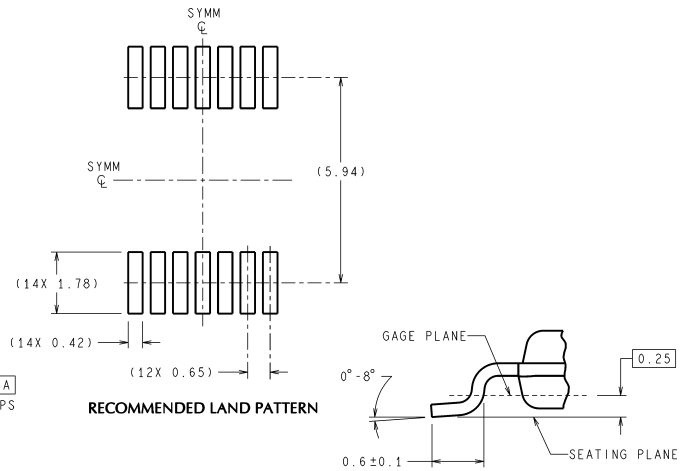 SYMM
℄
SYMM
℄
(5.94)
(14X 1.78)
(14X 0.42)
(12X 0.65)
A
PS
RECOMMENDED LAND PATTERN
GAGE PLANE
0.25
0°-8°
SEATING PLANE
0.6±0.1